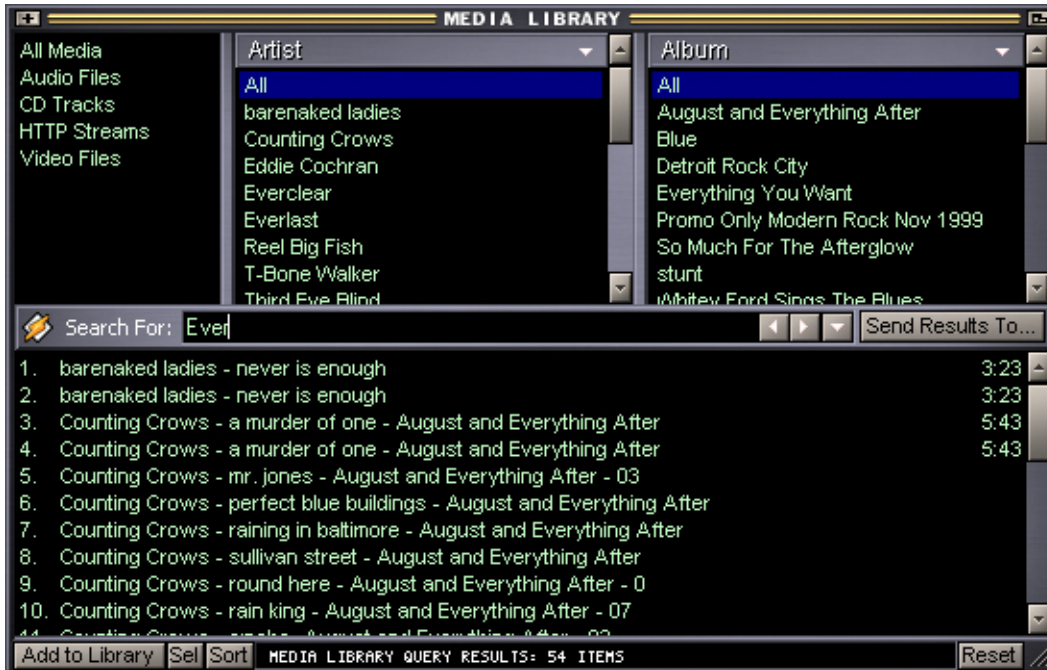 MEDIA LIBRARY
All Media
Audio Files
CD Tracks
HTTP Streams
Video Files
Artist
All
barenaked ladies
Counting Crows
Eddie Cochran
Everclear
Everlast
Reel Big Fish
T-Bone Walker
Third Eye Blind
Album
All
August and Everything After
Blue
Detroit Rock City
Everything You Want
Promo Only Modern Rock Nov 1999
So Much For The Afterglow
stunt
Whitey Ford Sings The Blues
Search For: Ever Send Results To...
1. barenaked ladies - never is enough 3:23
2. barenaked ladies - never is enough 3:23
3. Counting Crows - a murder of one - August and Everything After 5:43
4. Counting Crows - a murder of one - August and Everything After 5:43
5. Counting Crows - mr. jones - August and Everything After - 03
6. Counting Crows - perfect blue buildings - August and Everything After
7. Counting Crows - raining in baltimore - August and Everything After
8. Counting Crows - sullivan street - August and Everything After
9. Counting Crows - round here - August and Everything After - 0
10. Counting Crows - rain king - August and Everything After - 07
Add to Library Sel Sort MEDIA LIBRARY QUERY RESULTS: 54 ITEMS Reset